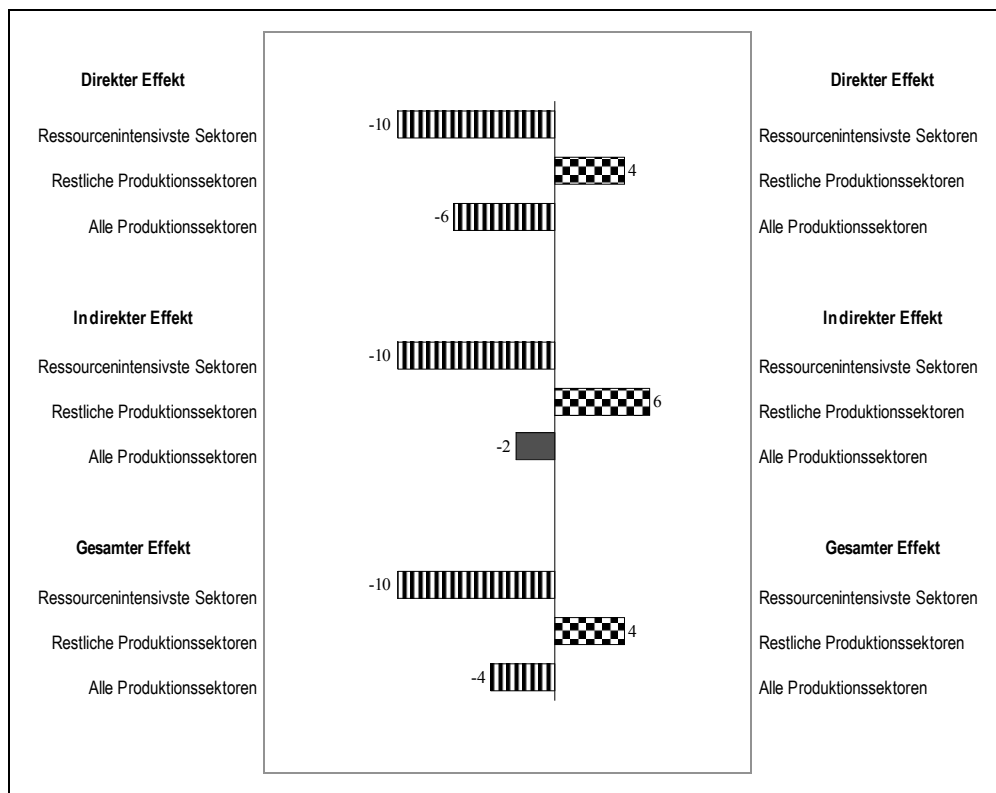 Direkter Effekt Direkter Effekt
Ressourcenintensivste Sektoren -10 Ressourcenintensivste Sektoren
Restliche Produktionssektoren 4 Restliche Produktionssektoren
Alle Produktionssektoren -6 Alle Produktionssektoren
Indirekter Effekt Indirekter Effekt
Ressourcenintensivste Sektoren -10 Ressourcenintensivste Sektoren
Restliche Produktionssektoren 6 Restliche Produktionssektoren
Alle Produktionssektoren -2 Alle Produktionssektoren
Gesamter Effekt Gesamter Effekt
Ressourcenintensivste Sektoren -10 Ressourcenintensivste Sektoren
Restliche Produktionssektoren 4 Restliche Produktionssektoren
Alle Produktionssektoren -4 Alle Produktionssektoren